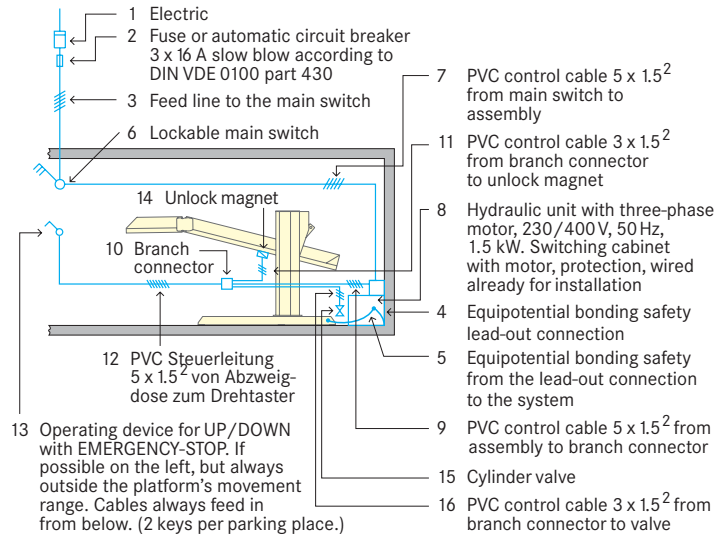 1 Electric
2 Fuse or automatic circuit breaker
3 x 16 A slow blow according to
DIN VDE 0100 part 430
3 Feed line to the main switch
6 Lockable main switch
14 Unlock magnet
10 Branch
connector
12 PVC Steuerleitung
5 x 1.5² von Abzweig-
dose zum Drehtaster
13 Operating device for UP/DOWN
with EMERGENCY-STOP. If
possible on the left, but always
outside the platform's movement
range. Cables always feed in
from below. (2 keys per parking place.)
7 PVC control cable 5 x 1.5²
from main switch to
assembly
11 PVC control cable 3 x 1.5²
from branch connector
to unlock magnet
8 Hydraulic unit with three-phase
motor, 230/400 V, 50 Hz,
1.5 kW. Switching cabinet
with motor, protection, wired
already for installation
4 Equipotential bonding safety
lead-out connection
5 Equipotential bonding safety
from the lead-out connection
to the system
9 PVC control cable 5 x 1.5² from
assembly to branch connector
15 Cylinder valve
16 PVC control cable 3 x 1.5² from
branch connector to valve